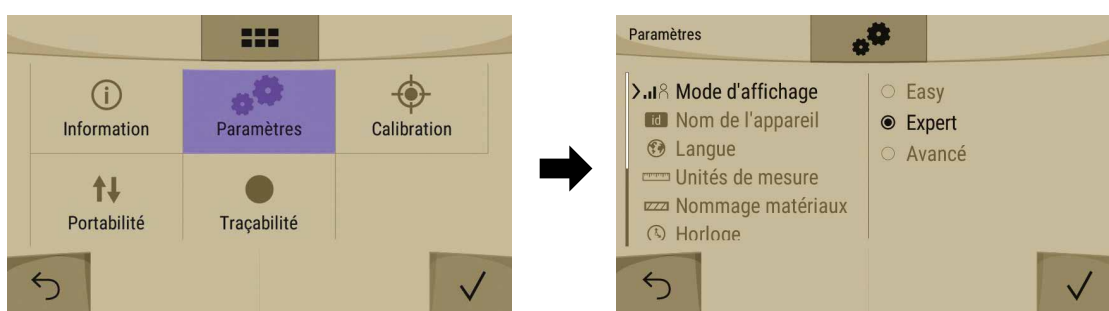 Information
Paramètres
Calibration
Portabilité
Traçabilité
Paramètres
Mode d'affichage
id Nom de l'appareil
Langue
Unités de mesure
Nommage matériaux
Horloge
Easy
Expert
Avancé